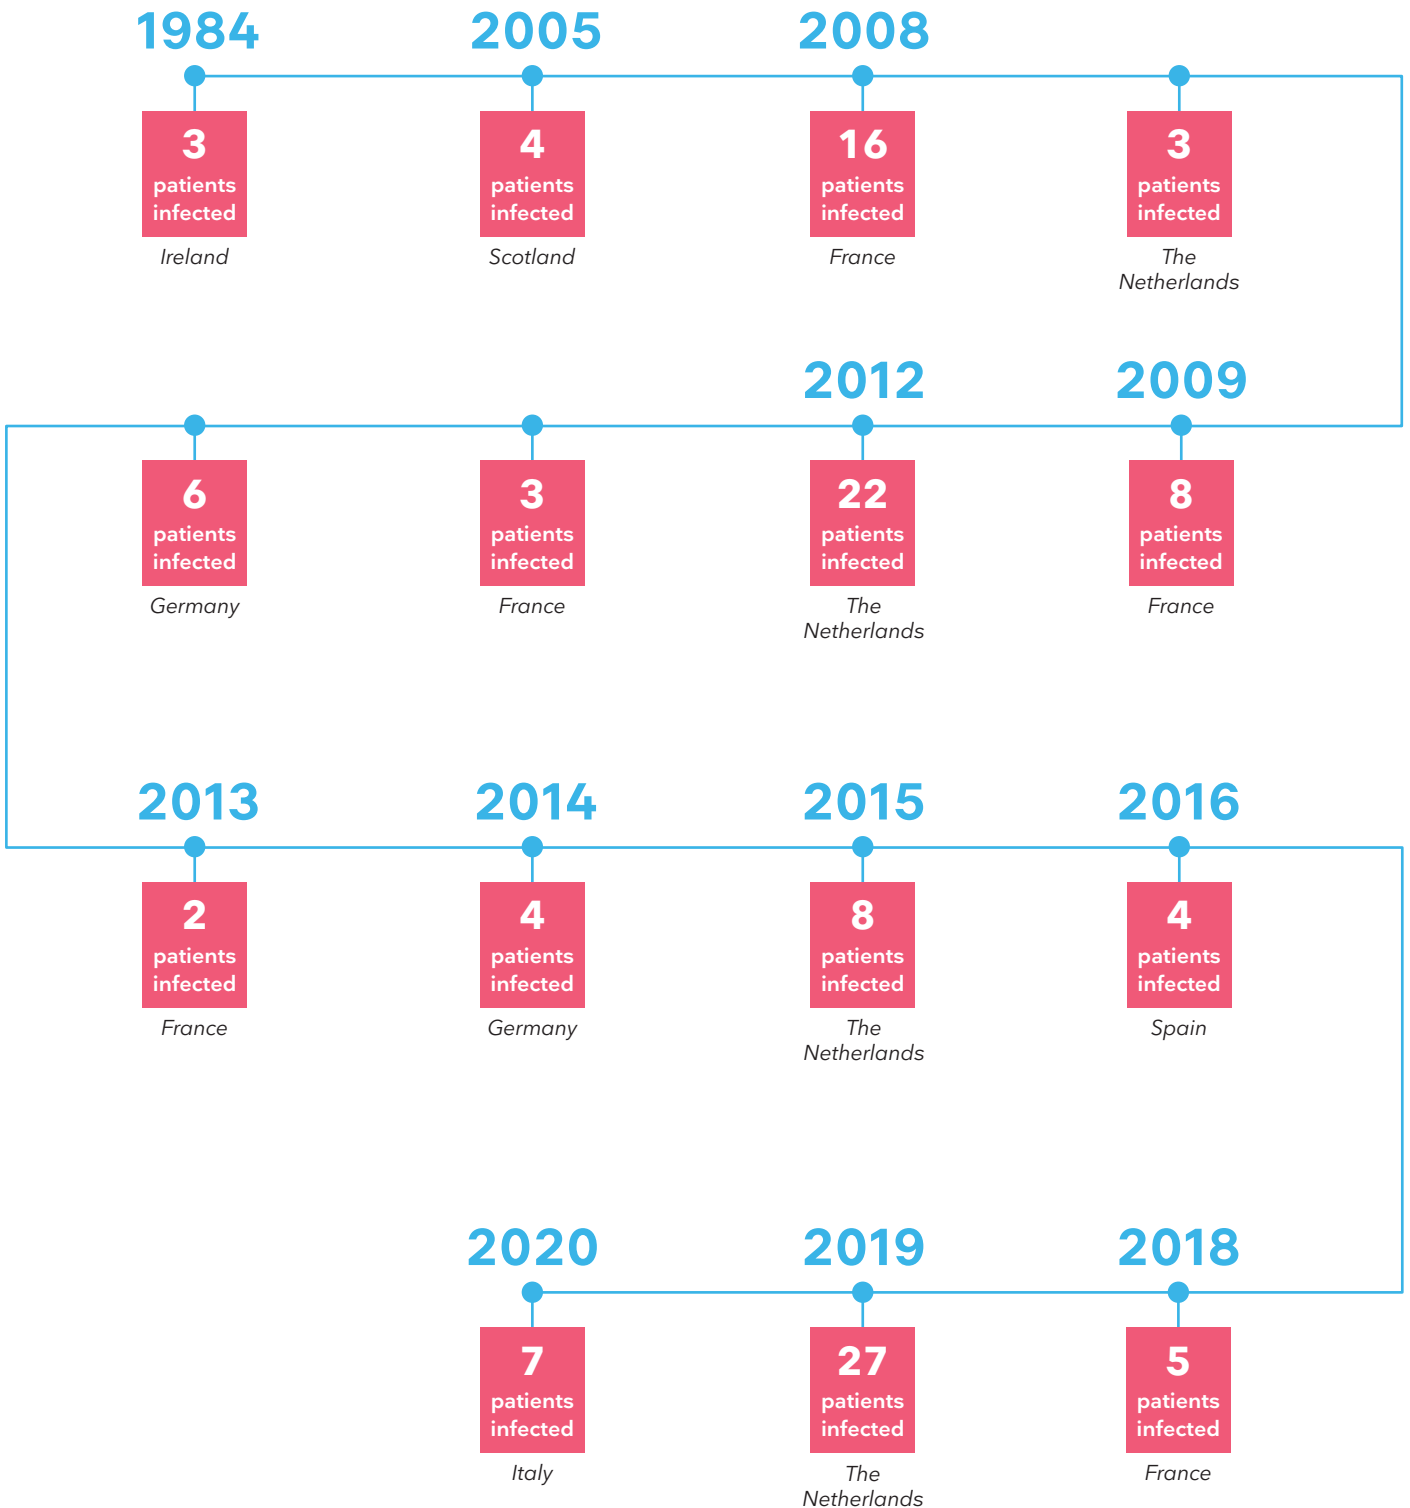 1984
3
patients
infected
Ireland
2005
4
patients
infected
Scotland
2008
16
patients
infected
France
3
patients
infected
The
Netherlands
2009
8
patients
infected
France
2012
22
patients
infected
The
Netherlands
3
patients
infected
France
6
patients
infected
Germany
2013
2
patients
infected
France
2014
4
patients
infected
Germany
2015
8
patients
infected
The
Netherlands
2016
4
patients
infected
Spain
2018
5
patients
infected
France
2019
27
patients
infected
The
Netherlands
2020
7
patients
infected
Italy